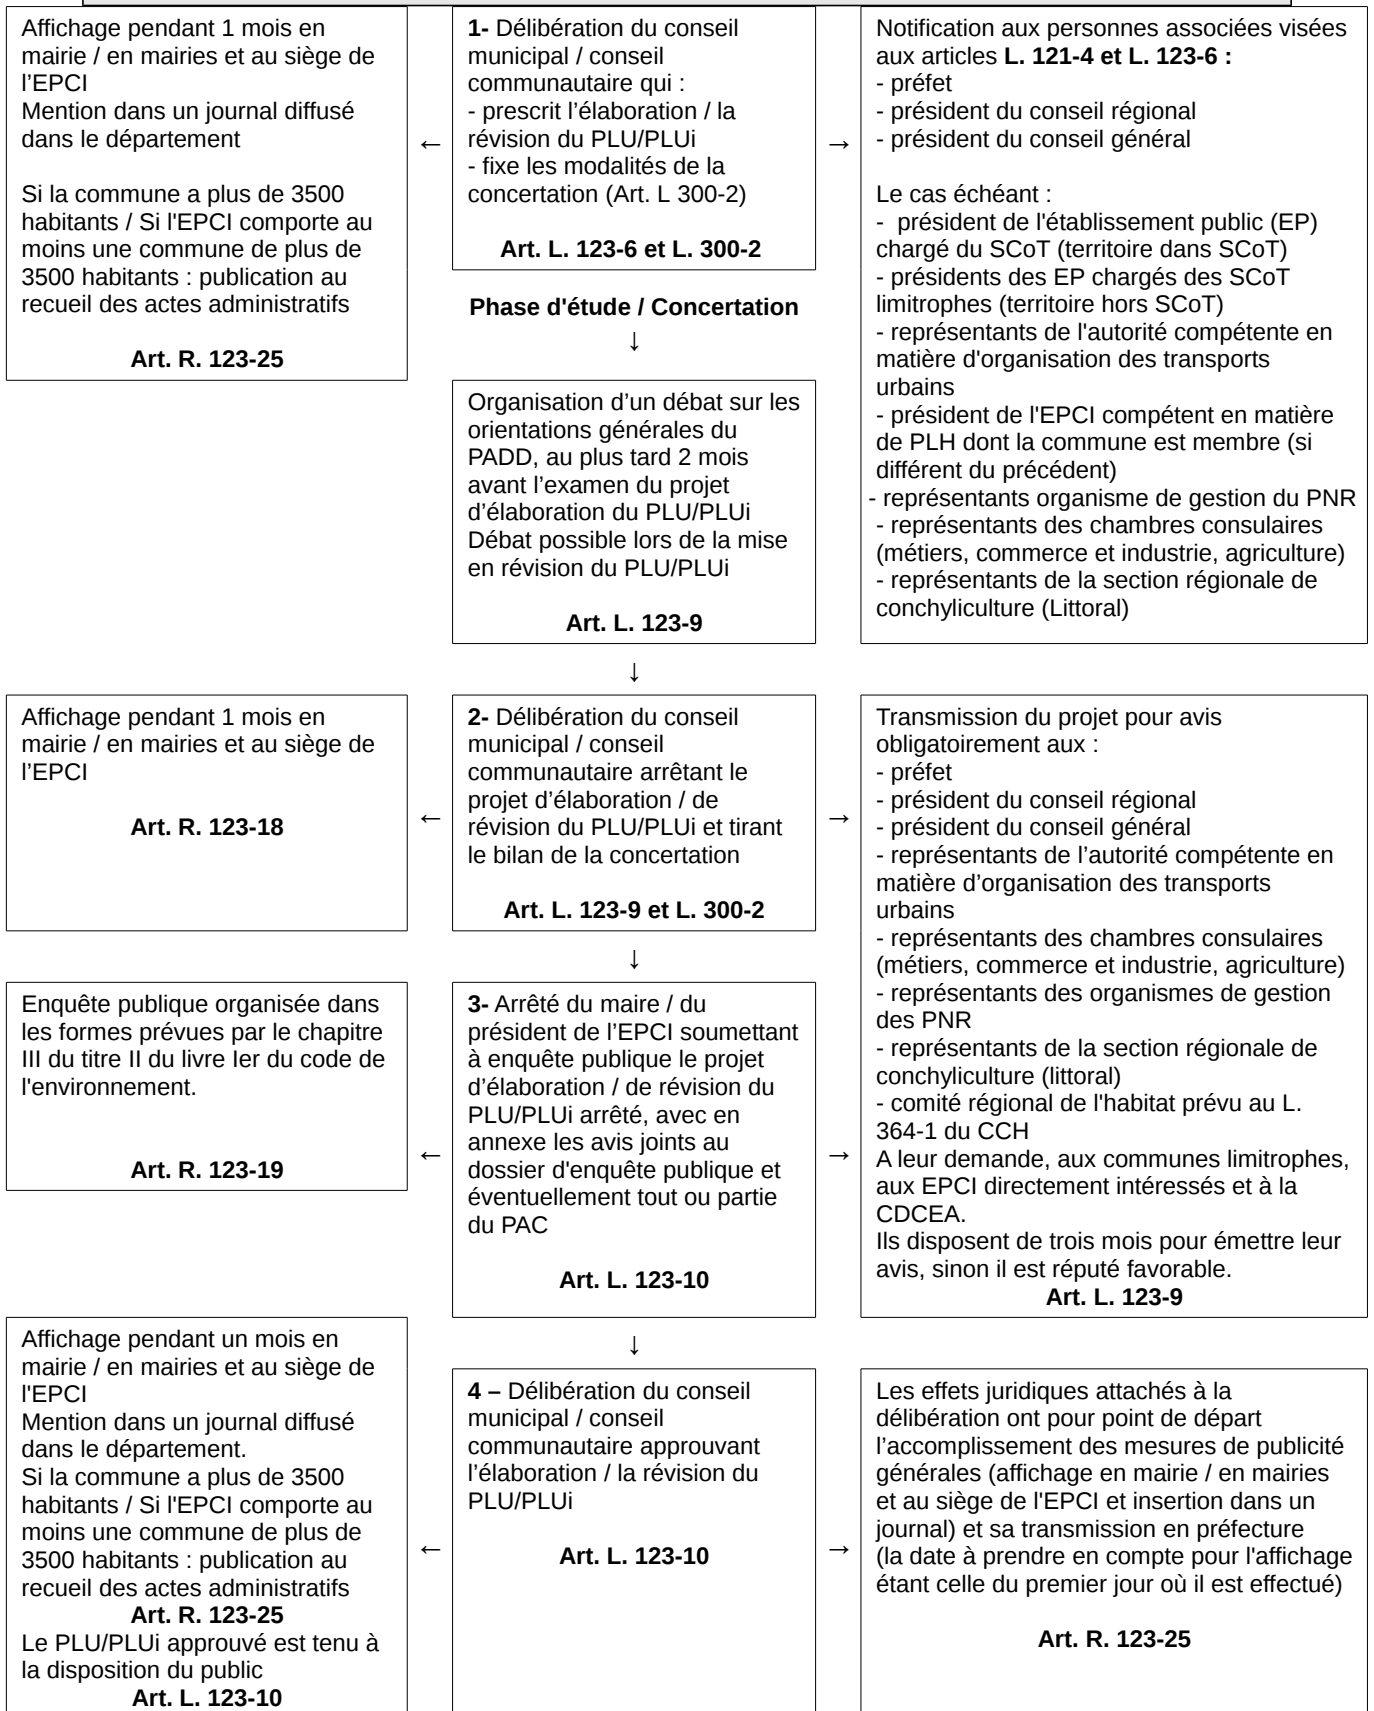 Affichage pendant 1 mois en
mairie / en mairies et au siège de
l’EPCI
Mention dans un journal diffusé
dans le département
Si la commune a plus de 3500
habitants / Si l'EPCI comporte au
moins une commune de plus de
3500 habitants : publication au
recueil des actes administratifs
Art. R. 123-25
←
1- Délibération du conseil
municipal / conseil
communautaire qui :
- prescrit l’élaboration / la
révision du PLU/PLUi
- fixe les modalités de la
concertation (Art. L 300-2)
Art. L. 123-6 et L. 300-2
→
Notification aux personnes associées visées
aux articles L. 121-4 et L. 123-6 :
- préfet
- président du conseil régional
- président du conseil général
Le cas échéant :
- président de l'établissement public (EP)
chargé du SCoT (territoire dans SCoT)
- présidents des EP chargés des SCoT
limitrophes (territoire hors SCoT)
- représentants de l'autorité compétente en
matière d'organisation des transports
urbains
- président de l'EPCI compétent en matière
de PLH dont la commune est membre (si
différent du précédent)
- représentants organisme de gestion du PNR
- représentants des chambres consulaires
(métiers, commerce et industrie, agriculture)
- représentants de la section régionale de
conchyliculture (Littoral)
Phase d'étude / Concertation
↓
Organisation d’un débat sur les
orientations générales du
PADD, au plus tard 2 mois
avant l’examen du projet
d’élaboration du PLU/PLUi
Débat possible lors de la mise
en révision du PLU/PLUi
Art. L. 123-9
↓
Affichage pendant 1 mois en
mairie / en mairies et au siège de
l’EPCI
Art. R. 123-18
←
2- Délibération du conseil
municipal / conseil
communautaire arrêtant le
projet d’élaboration / de
révision du PLU/PLUi et tirant
le bilan de la concertation
Art. L. 123-9 et L. 300-2
→
Transmission du projet pour avis
obligatoirement aux :
- préfet
- président du conseil régional
- président du conseil général
- représentants de l’autorité compétente en
matière d’organisation des transports
urbains
- représentants des chambres consulaires
(métiers, commerce et industrie, agriculture)
- représentants des organismes de gestion
des PNR
- représentants de la section régionale de
conchyliculture (littoral)
- comité régional de l'habitat prévu au L.
364-1 du CCH
A leur demande, aux communes limitrophes,
aux EPCI directement intéressés et à la
CDCEA.
Ils disposent de trois mois pour émettre leur
avis, sinon il est réputé favorable.
Art. L. 123-9
↓
Enquête publique organisée dans
les formes prévues par le chapitre
III du titre II du livre Ier du code de
l'environnement.
Art. R. 123-19
←
3- Arrêté du maire / du
président de l’EPCI soumettant
à enquête publique le projet
d’élaboration / de révision du
PLU/PLUi arrêté, avec en
annexe les avis joints au
dossier d'enquête publique et
éventuellement tout ou partie
du PAC
Art. L. 123-10
→
↓
Affichage pendant un mois en
mairie / en mairies et au siège de
l'EPCI
Mention dans un journal diffusé
dans le département.
Si la commune a plus de 3500
habitants / Si l'EPCI comporte au
moins une commune de plus de
3500 habitants : publication au
recueil des actes administratifs
Art. R. 123-25
Le PLU/PLUi approuvé est tenu à
la disposition du public
Art. L. 123-10
←
4 – Délibération du conseil
municipal / conseil
communautaire approuvant
l’élaboration / la révision du
PLU/PLUi
Art. L. 123-10
→
Les effets juridiques attachés à la
délibération ont pour point de départ
l’accomplissement des mesures de publicité
générales (affichage en mairie / en mairies
et au siège de l'EPCI et insertion dans un
journal) et sa transmission en préfecture
(la date à prendre en compte pour l'affichage
étant celle du premier jour où il est effectué)
Art. R. 123-25